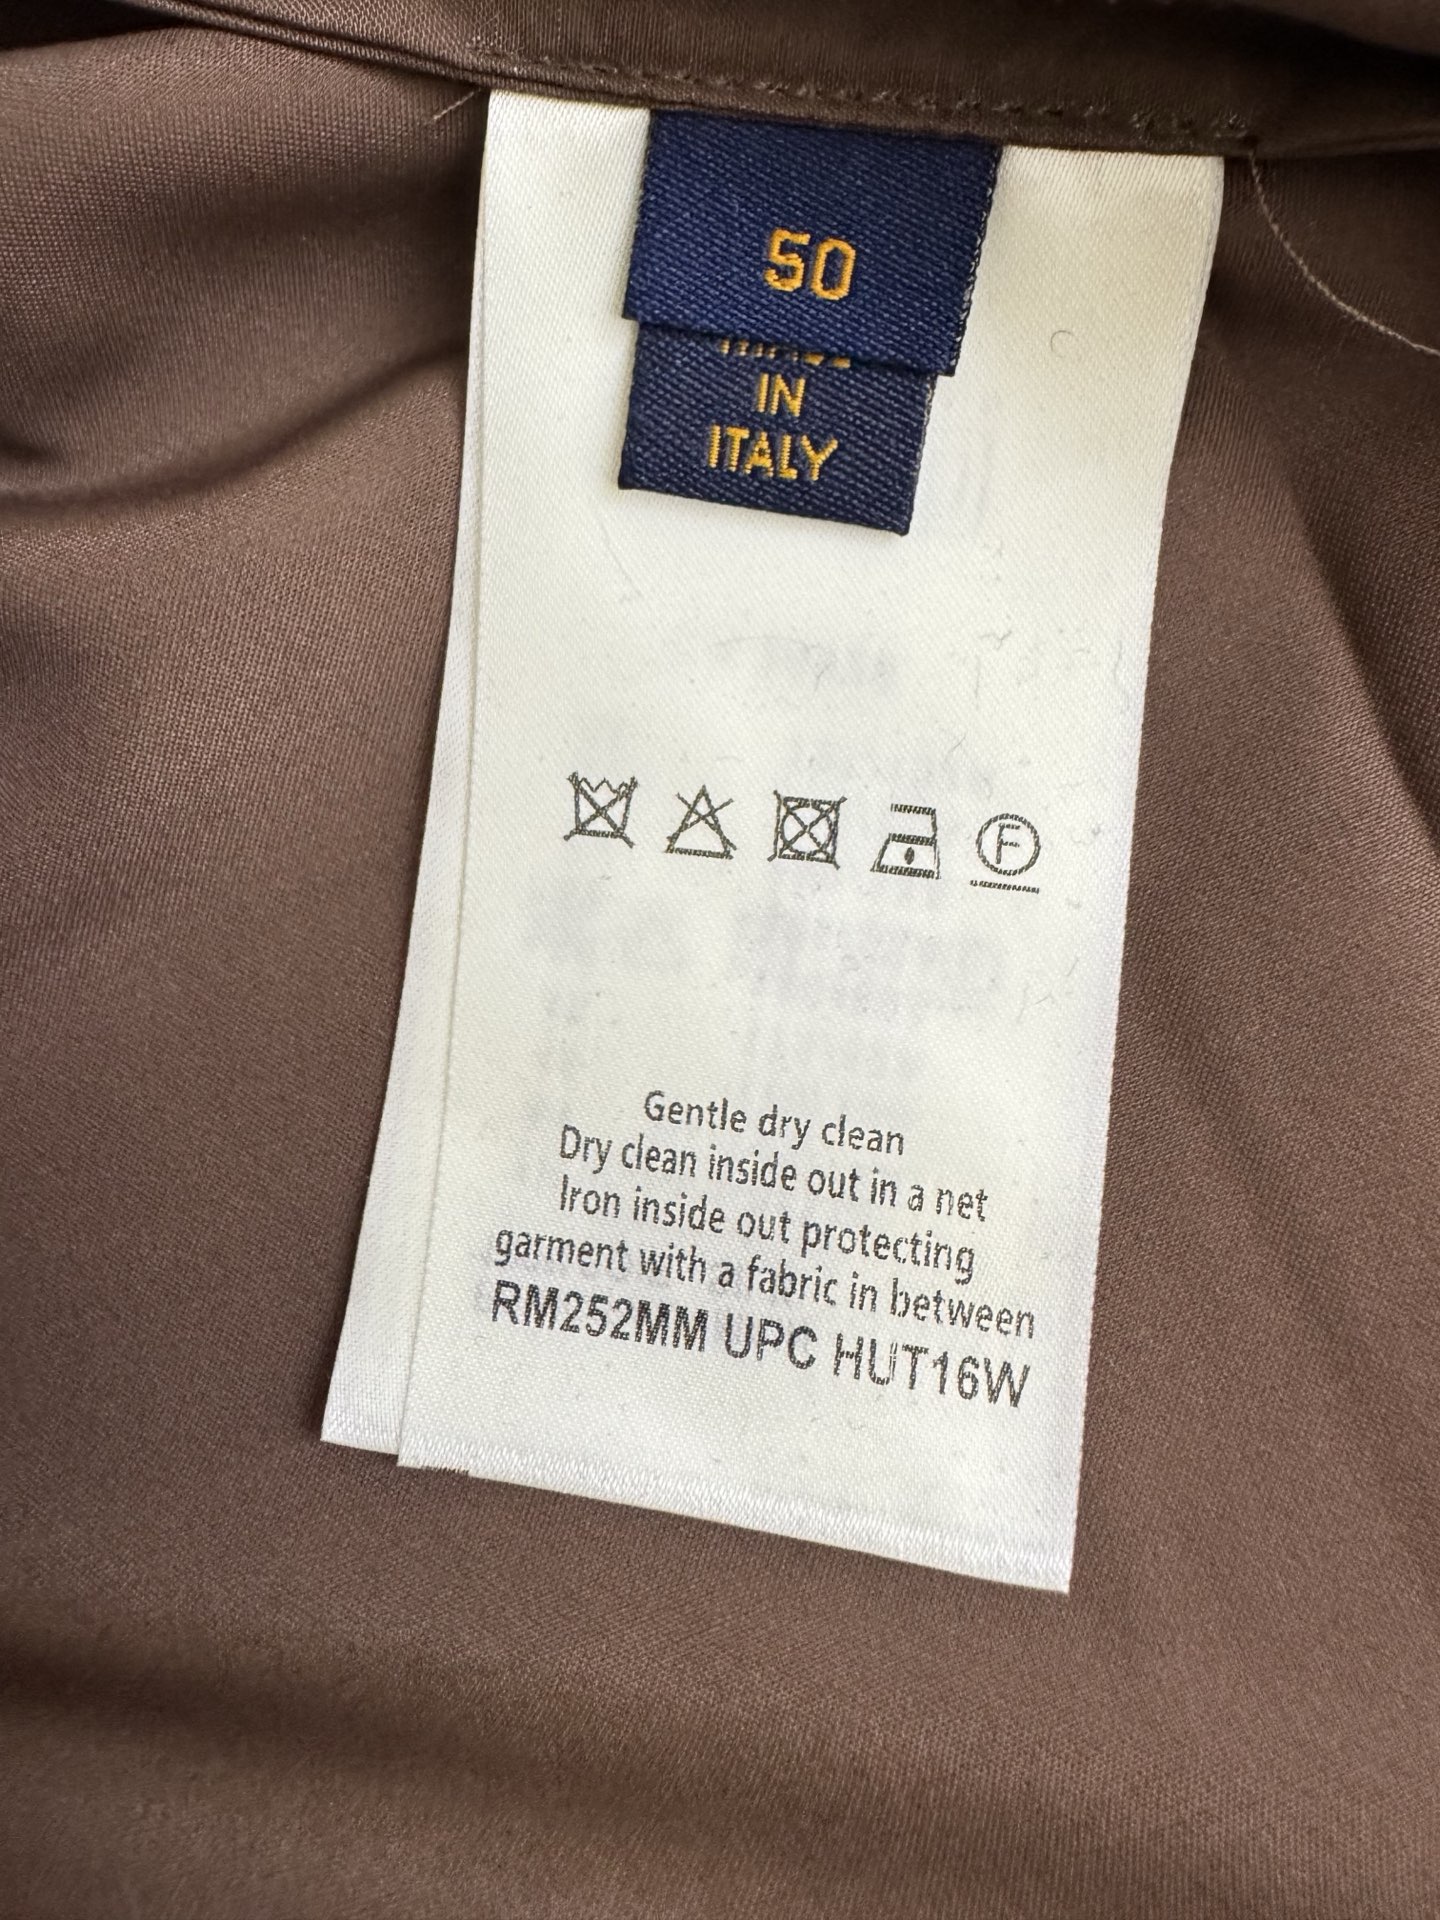 50
MADE
IN
ITALY
F
Gentle dry clean
Dry clean inside out in a net
Iron inside out protecting
garment with a fabric in between
RM252MM UPC HUT16W